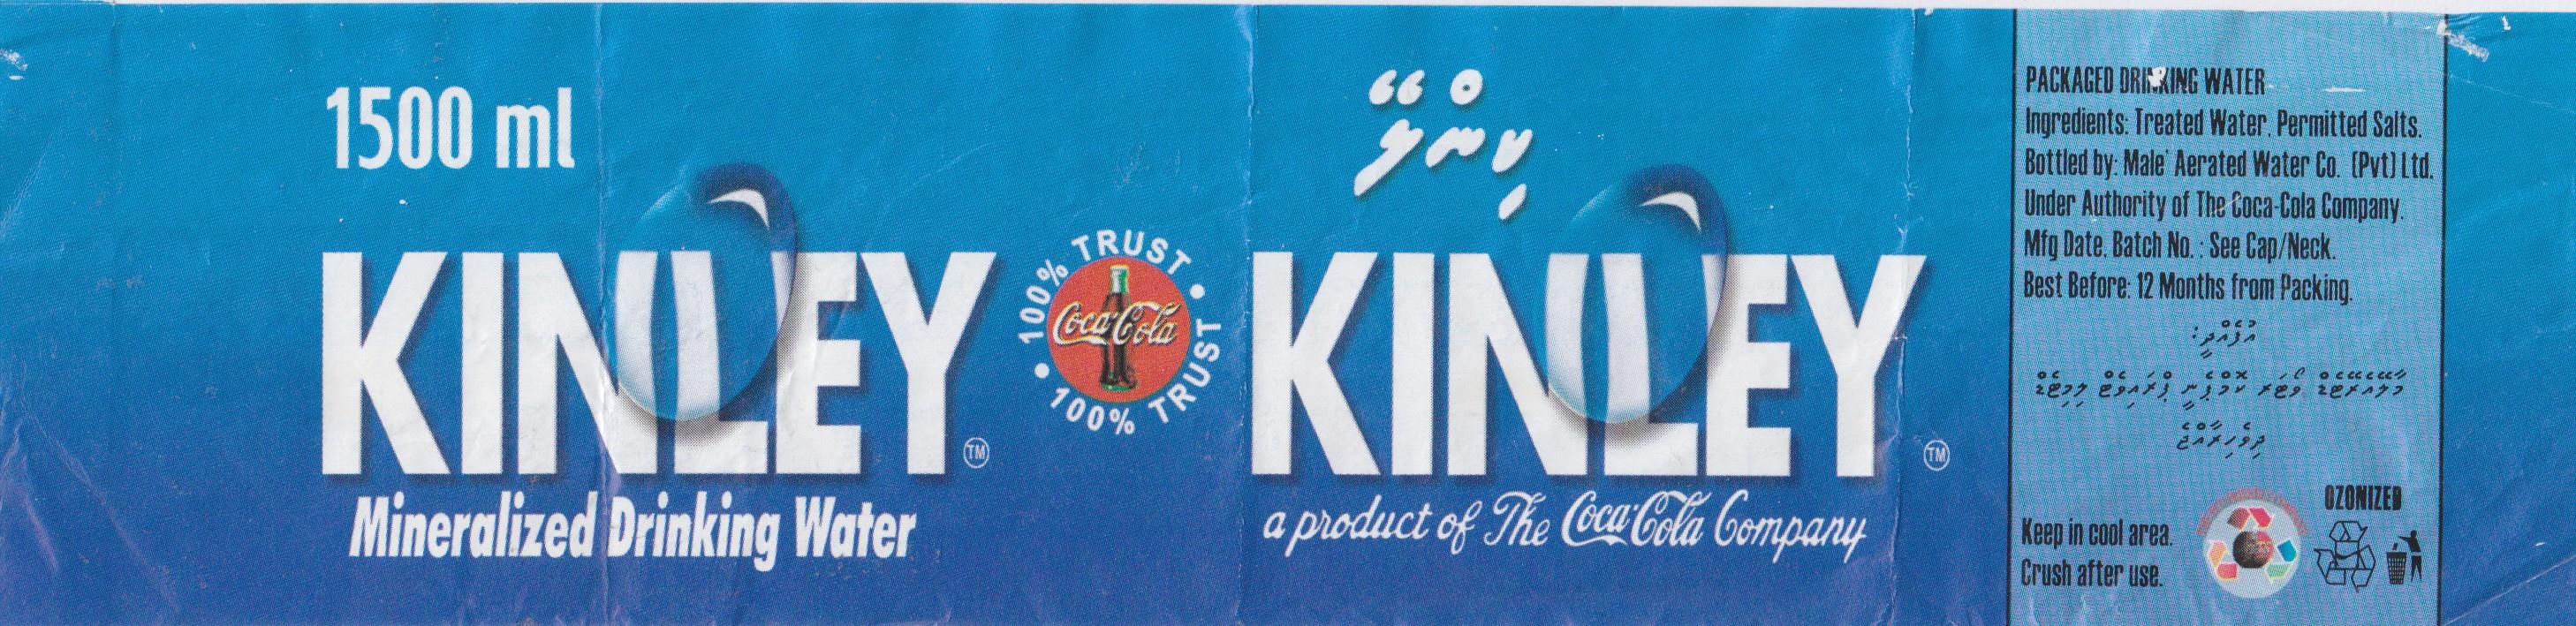 1500 ml
KINLEY
TM
Mineralized Drinking Water
100% TRUST • 100% TRUST •
Coca-Cola
ކިންލޭ
KINLEY
TM
a product of The Coca-Cola Company
PACKAGED DRINKING WATER
Ingredients: Treated Water, Permitted Salts.
Bottled by: Male' Aerated Water Co. (Pvt) Ltd.
Under Authority of The Coca-Cola Company.
Mfg Date, Batch No. : See Cap/Neck.
Best Before: 12 Months from Packing.
އުފެއްދީ:
މާލެއެރޭޓެޑް ވޯޓަރ ކޮމްޕެނީ ޕްރައިވެޓް ލިމިޓެޑް
ދިވެހިރާއްޖެ
OZONIZED
Keep in cool area.
Crush after use.